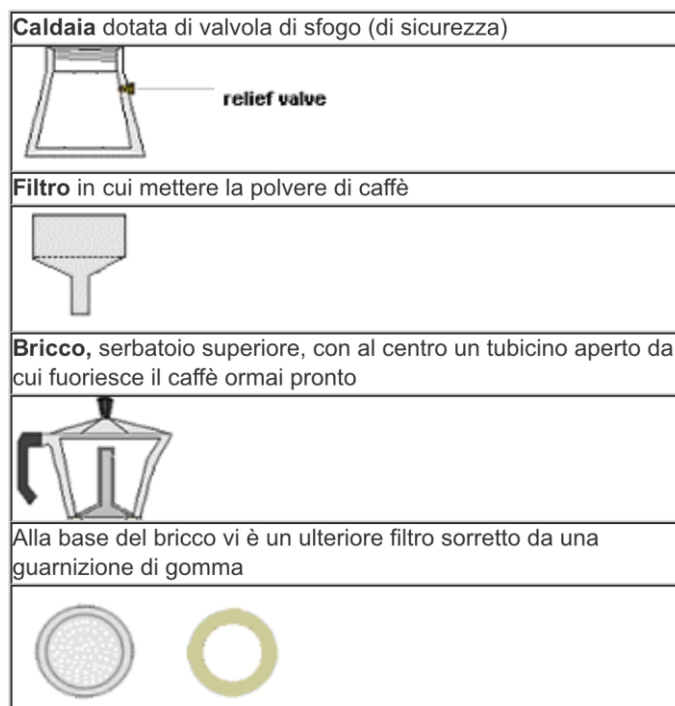 Caldaia dotata di valvola di sfogo (di sicurezza)
relief valve
Filtro in cui mettere la polvere di caffè
Bricco, serbatoio superiore, con al centro un tubicino aperto da
cui fuoriesce il caffè ormai pronto
Alla base del bricco vi è un ulteriore filtro sorretto da una
guarnizione di gomma